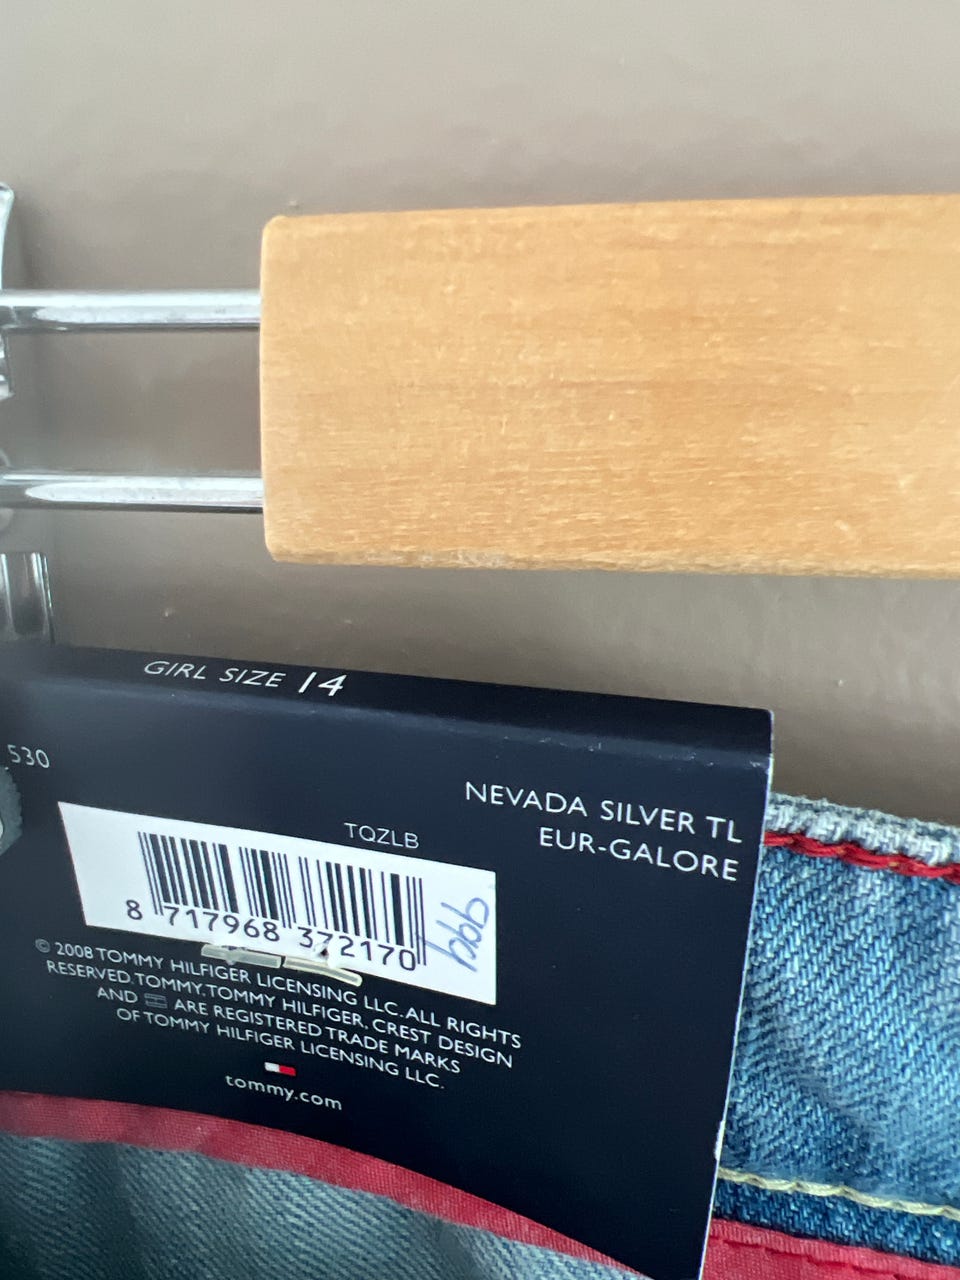 GIRL SIZE 14
530
NEVADA SILVER TL
EUR-GALORE
TQZLB
8 717968 372170
© 2008 TOMMY HILFIGER LICENSING LLC. ALL RIGHTS
RESERVED. TOMMY, TOMMY HILFIGER, CREST DESIGN
AND ARE REGISTERED TRADE MARKS
OF TOMMY HILFIGER LICENSING LLC.
tommy.com